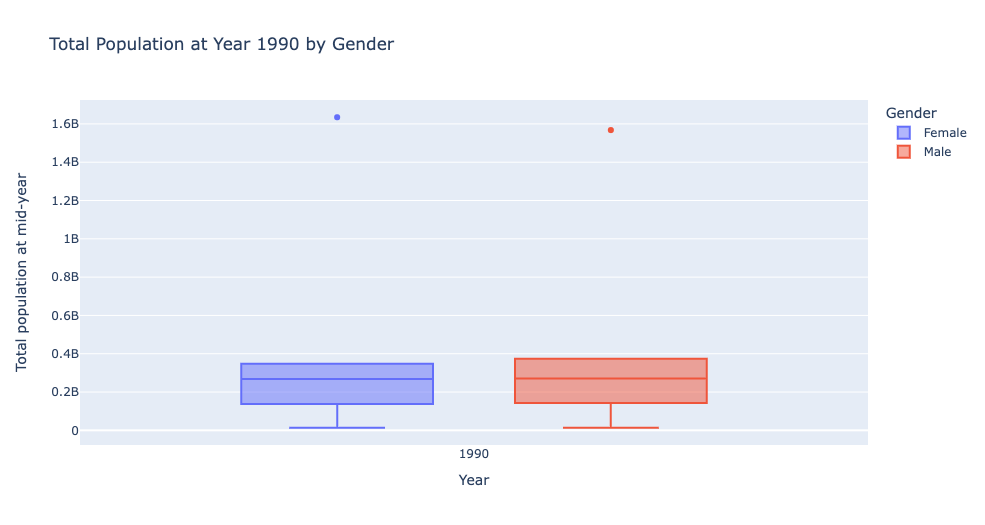 Total Population at Year 1990 by Gender
Total population at mid-year
1.6B
1.4B
1.2B
1B
0.8B
0.6B
0.4B
0.2B
0
1990
Year
Gender
Female
Male